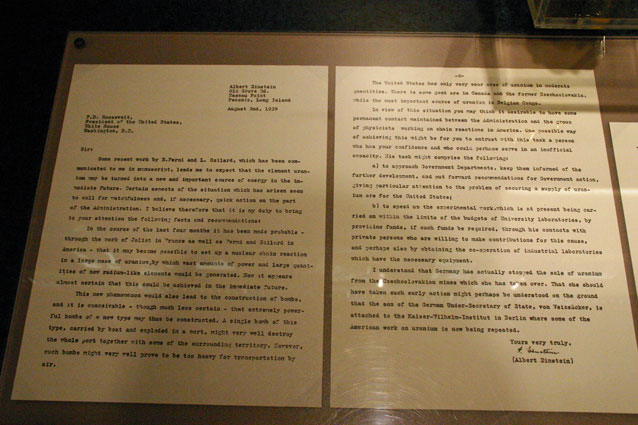 Albert Einstein
Old Grove Rd.
Nassau Point
Peconic, Long Island
August 2nd, 1939
F.D. Roosevelt,
President of the United States,
White House
Washington, D.C.
Sir:
Some recent work by E.Fermi and L. Szilard, which has been com-
municated to me in manuscript, leads me to expect that the element uran-
ium may be turned into a new and important source of energy in the im-
mediate future. Certain aspects of the situation which has arisen seem
to call for watchfulness and, if necessary, quick action on the part
of the Administration. I believe therefore that it is my duty to bring
to your attention the following facts and recommendations:
In the course of the last four months it has been made probable -
through the work of Joliot in France as well as Fermi and Szilard in
America - that it may become possible to set up a nuclear chain reaction
in a large mass of uranium,by which vast amounts of power and large quant-
ities of new radium-like elements would be generated. Now it appears
almost certain that this could be achieved in the immediate future.
This new phenomenon would also lead to the construction of bombs,
and it is conceivable - though much less certain - that extremely power-
ful bombs of a new type may thus be constructed. A single bomb of this
type, carried by boat and exploded in a port, might very well destroy
the whole port together with some of the surrounding territory. However,
such bombs might very well prove to be too heavy for transportation by
air.
-2-
The United States has only very poor ores of uranium in moderate
quantities. There is some good ore in Canada and the former Czechoslovakia,
while the most important source of uranium is Belgian Congo.
In view of this situation you may think it desirable to have some
permanent contact maintained between the Administration and the group
of physicists working on chain reactions in America. One possible way
of achieving this might be for you to entrust with this task a person
who has your confidence and who could perhaps serve in an inofficial
capacity. His task might comprise the following:
a) to approach Government Departments, keep them informed of the
further development, and put forward recommendations for Government action,
giving particular attention to the problem of securing a supply of uran-
ium ore for the United States;
b) to speed up the experimental work,which is at present being car-
ried on within the limits of the budgets of University laboratories, by
providing funds, if such funds be required, through his contacts with
private persons who are willing to make contributions for this cause,
and perhaps also by obtaining the co-operation of industrial laboratories
which have the necessary equipment.
I understand that Germany has actually stopped the sale of uranium
from the Czechoslovakian mines which she has taken over. That she should
have taken such early action might perhaps be understood on the ground
that the son of the German Under-Secretary of State, von Weizsäcker, is
attached to the Kaiser-Wilhelm-Institut in Berlin where some of the
American work on uranium is now being repeated.
Yours very truly,
A. Einstein
(Albert Einstein)